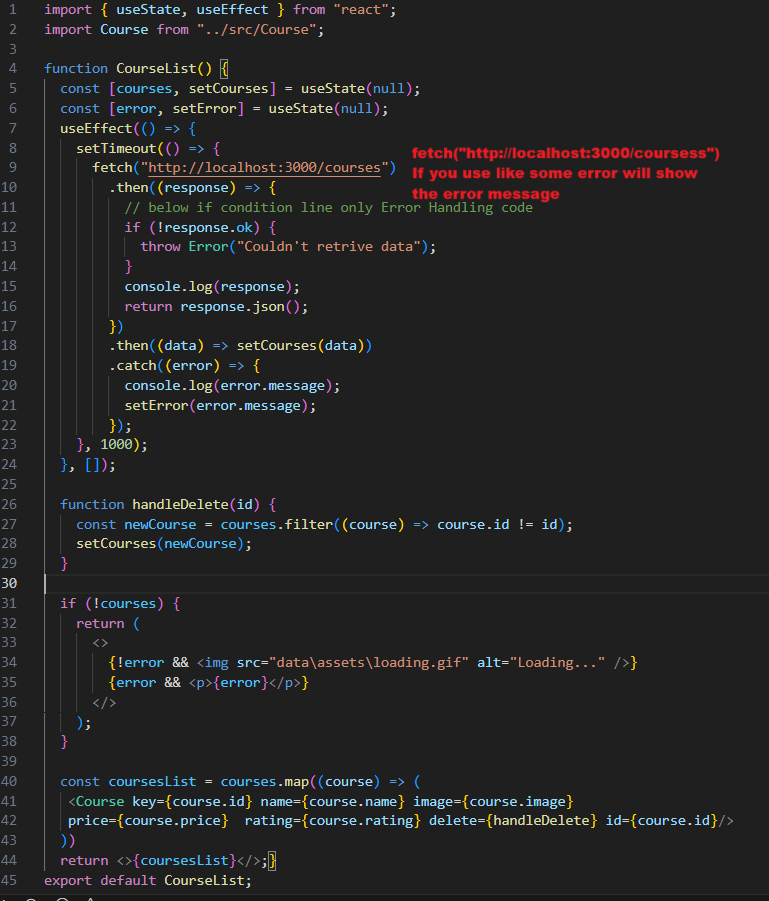 1 import { useState, useEffect } from "react";
2 import Course from "../src/Course";
3
4 function CourseList() {
5 const [courses, setCourses] = useState(null);
6 const [error, setError] = useState(null);
7 useEffect(() => {
8 setTimeout(() => {
9 fetch("http://localhost:3000/courses")
10 .then((response) => {
11 // below if condition line only Error Handling code
12 if (!response.ok) {
13 throw Error("Couldn't retrive data");
14 }
15 console.log(response);
16 return response.json();
17 })
18 .then((data) => setCourses(data))
19 .catch((error) => {
20 console.log(error.message);
21 setError(error.message);
22 });
23 }, 1000);
24 }, []);
25
26 function handleDelete(id) {
27 const newCourse = courses.filter((course) => course.id != id);
28 setCourses(newCourse);
29 }
30
31 if (!courses) {
32 return (
33 <>
34 {!error && <img src="data\assets\loading.gif" alt="Loading..." />}
35 {error && <p>{error}</p>}
36 </>
37 );
38 }
39
40 const coursesList = courses.map((course) => (
41 <Course key={course.id} name={course.name} image={course.image}
42 price={course.price}  rating={course.rating} delete={handleDelete} id={course.id}/>
43 ))
44 return <>{coursesList}</>;}
45 export default CourseList;
fetch("http://localhost:3000/coursess")
If you use like some error will show
the error message